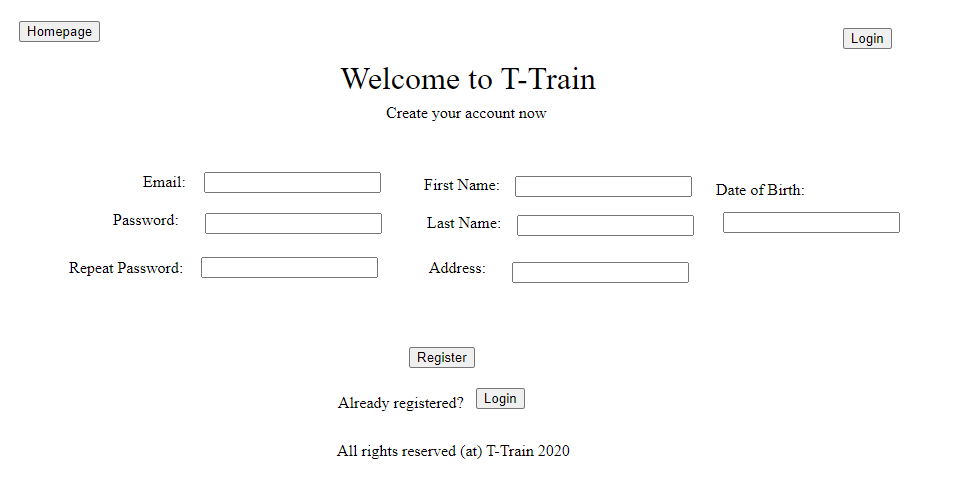 Homepage
Login
Welcome to T-Train
Create your account now
Email:
First Name:
Date of Birth:
Password:
Last Name:
Repeat Password:
Address:
Register
Already registered? Login
All rights reserved (at) T-Train 2020